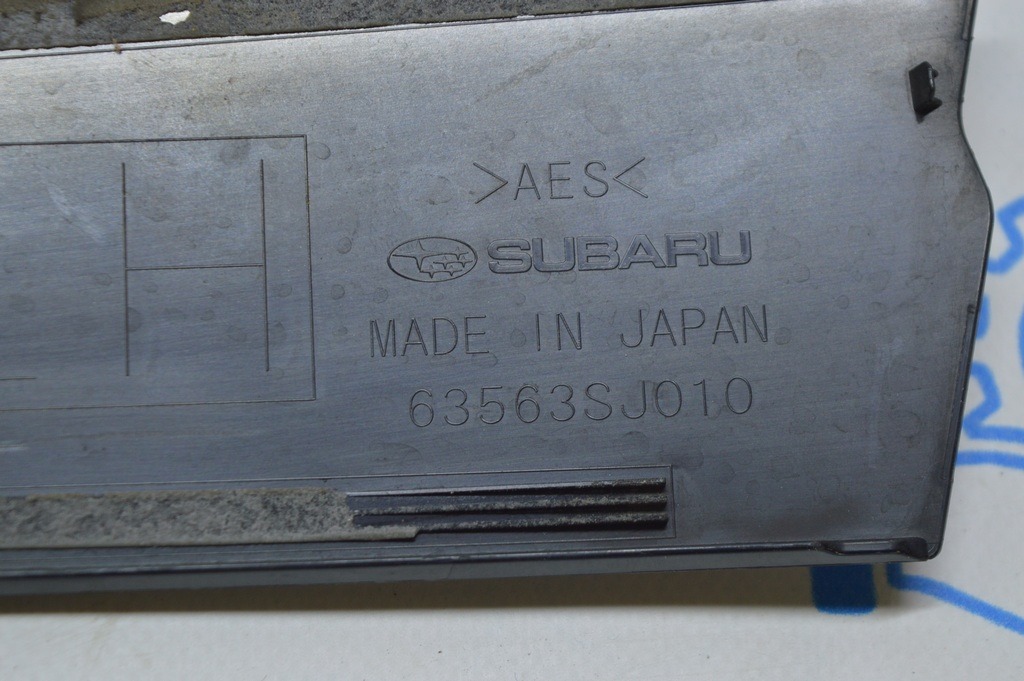 H
>AES<
SUBARU
MADE IN JAPAN
63563SJ010